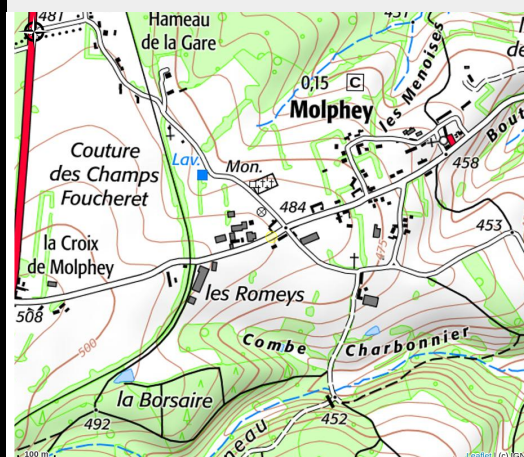 481
Hameau
de la Gare
0,15 C
Molphey
les Menoises
Lav.
Mon.
Couture
des Champs
Foucheret
458
484
453
475
la Croix
de Molphey
les Romeys
508
500
Combe Charbonnier
la Borsaire
492
452
100 m
Leaflet